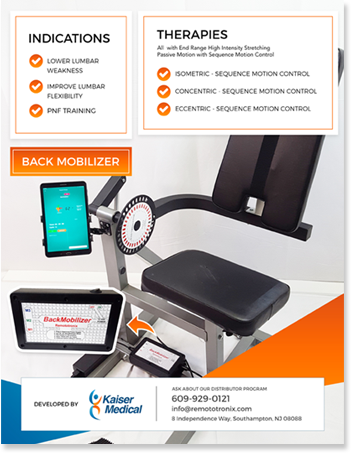 INDICATIONS
LOWER LUMBAR
WEAKNESS
IMPROVE LUMBAR
FLEXIBILITY
PNF TRAINING
THERAPIES
All with End Range High Intensity Stretching
Passive Motion with Sequence Motion Control
ISOMETRIC - SEQUENCE MOTION CONTROL
CONCENTRIC - SEQUENCE MOTION CONTROL
ECCENTRIC - SEQUENCE MOTION CONTROL
BACK MOBILIZER
BackMobilizer
DEVELOPED BY
Kaiser
Medical
ASK ABOUT OUR DISTRIBUTOR PROGRAM
609-929-0121
info@remototronix.com
8 Independence Way, Southampton, NJ 08088